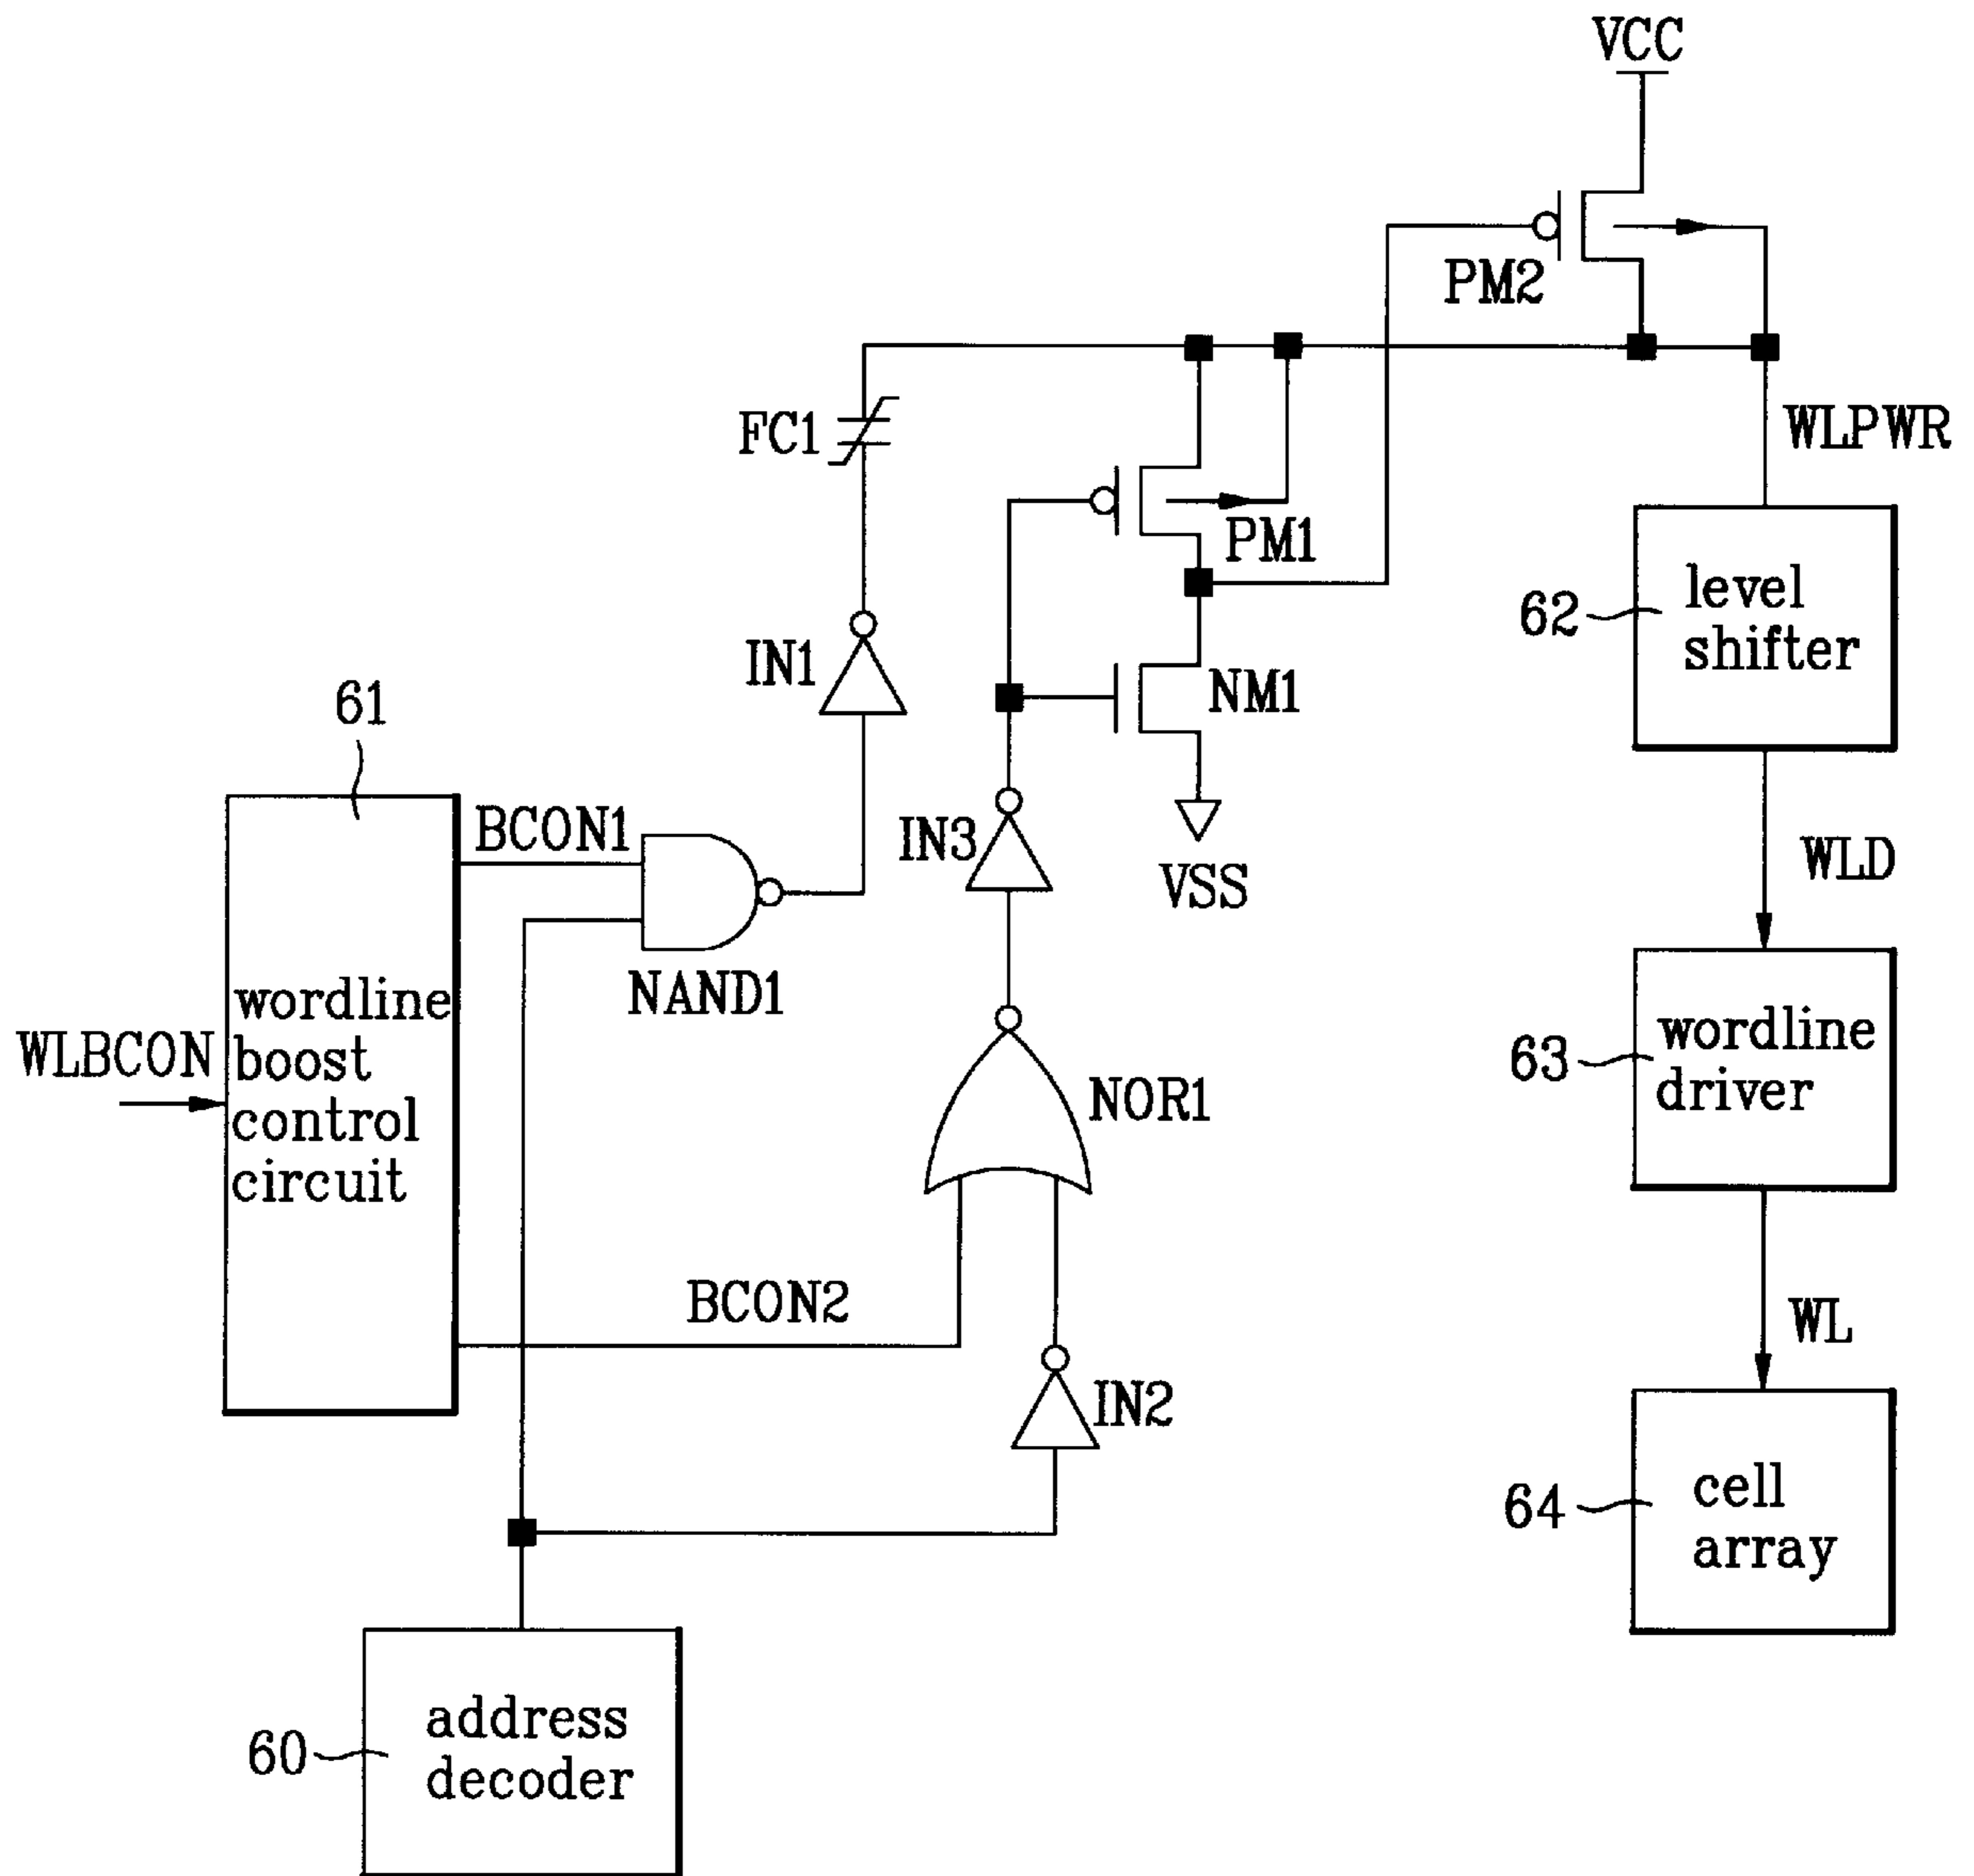 VCC
PM2
FC1
WLPWR
PM1
level
shifter
62
IN1
NM1
61
BCON1
IN3
VSS
WLD
NAND1
wordline
boost
control
circuit
WLBCON
NOR1
wordline
driver
63
BCON2
WL
IN2
cell
array
64
address
decoder
60